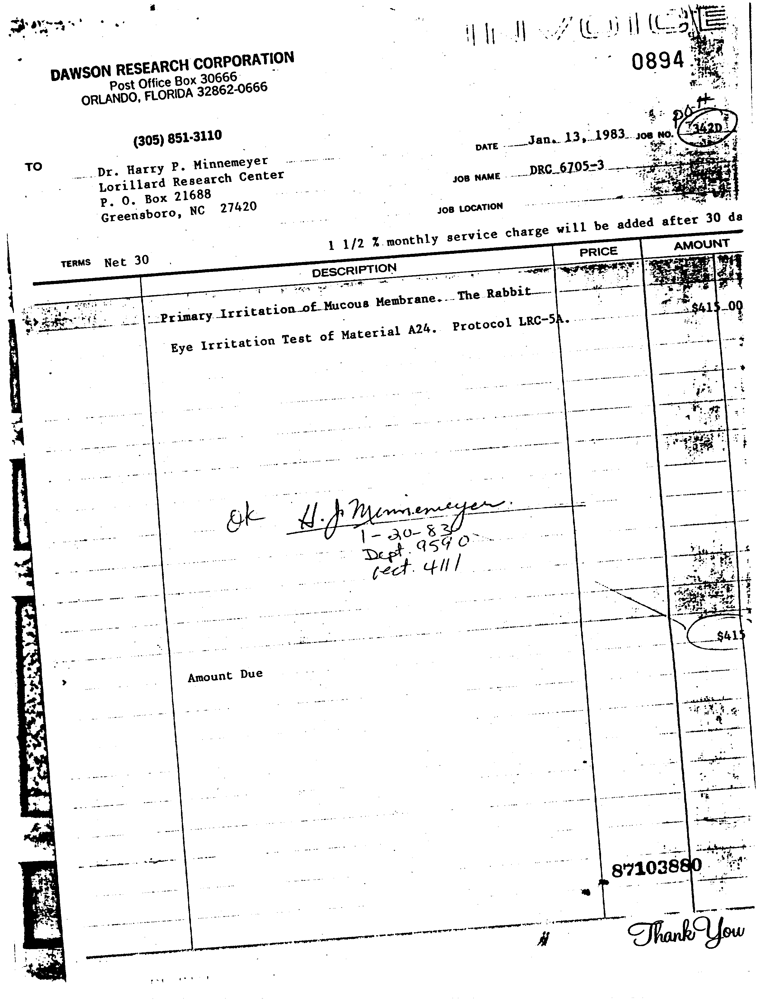 INVOICE
0894
DAWSON RESEARCH CORPORATION
Post Office Box 30666
ORLANDO, FLORIDA 32862-0666
(305) 851-3110
PO#
DATE Jan. 13, 1983 JOB NO. 342D
TO
Dr. Harry P. Minnemeyer
Lorillard Research Center
P. O. Box 21688
Greensboro, NC 27420
JOB NAME DRC 6705-3
JOB LOCATION
1 1/2 % monthly service charge will be added after 30 da
TERMS Net 30
DESCRIPTION PRICE AMOUNT
Primary Irritation of Mucous Membrane. The Rabbit $415.00
Eye Irritation Test of Material A24. Protocol LRC-5A.
Ok H. J. Minnemeyer.
1-20-83
Dept. 9590
Acct. 4111
$415
Amount Due
87103880
Thank You